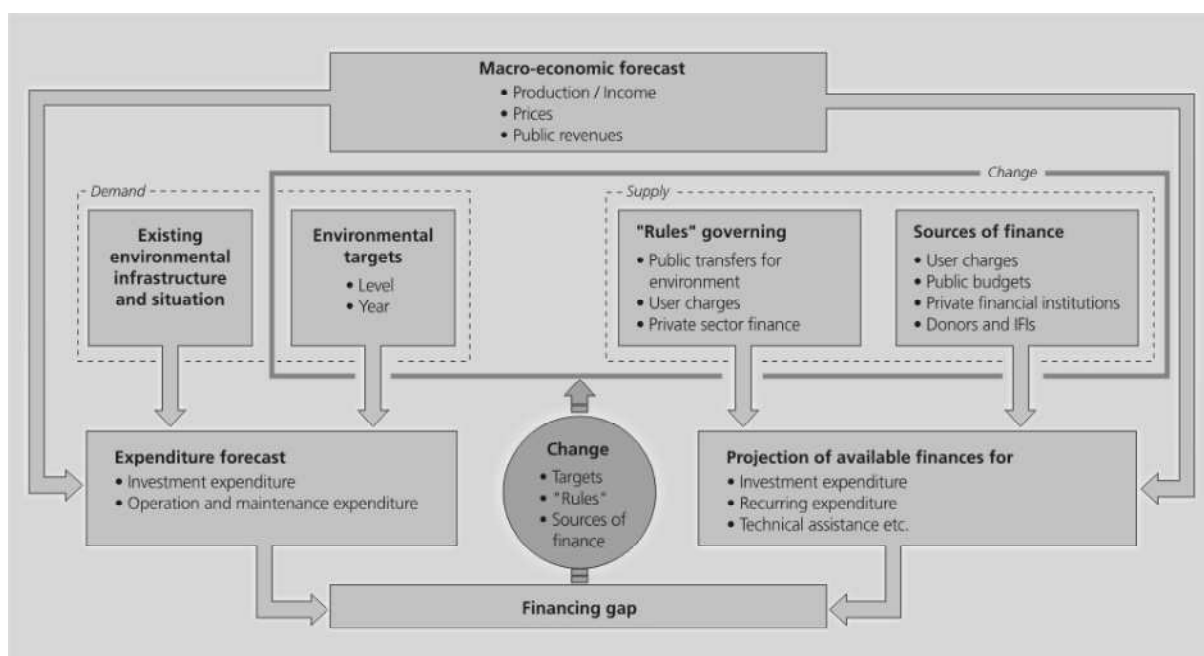 Macro-economic forecast
• Production / Income
• Prices
• Public revenues
Change
Demand
Supply
Existing
environmental
infrastructure
and situation
Environmental
targets
• Level
• Year
"Rules" governing
• Public transfers for
environment
• User charges
• Private sector finance
Sources of finance
• User charges
• Public budgets
• Private financial institutions
• Donors and IFIs
Expenditure forecast
• Investment expenditure
• Operation and maintenance expenditure
Change
• Targets
• "Rules"
• Sources of
finance
Projection of available finances for
• Investment expenditure
• Recurring expenditure
• Technical assistance etc.
Financing gap